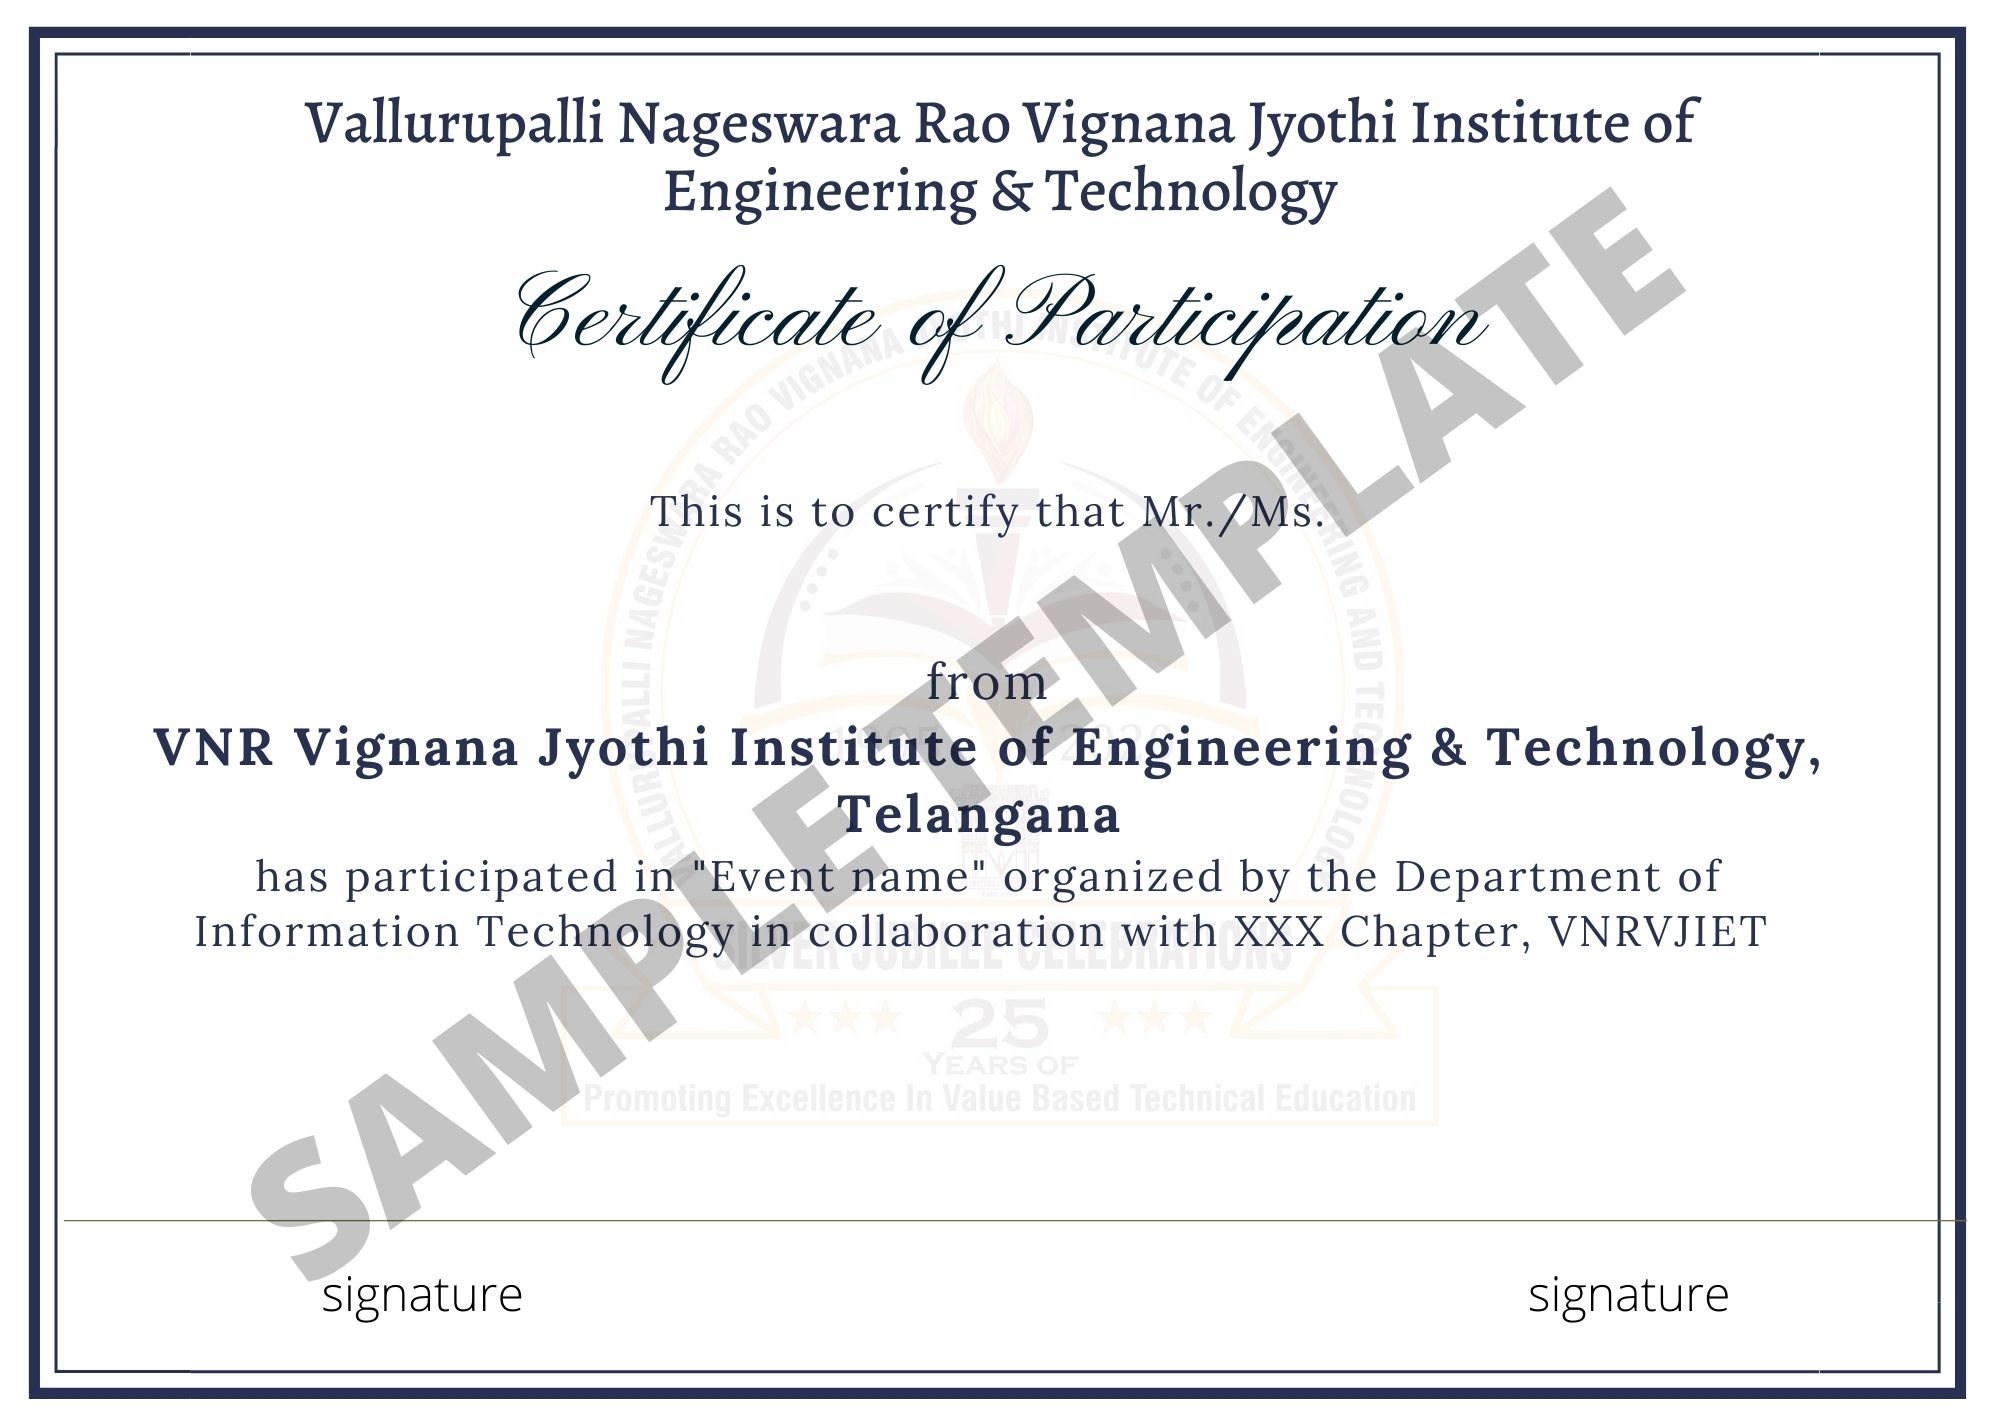 Vallurupalli Nageswara Rao Vignana Jyothi Institute of
Engineering & Technology
Certificate of Participation
VALLURUPALLI NAGESWARA RAO VIGNANA JYOTHI INSTITUTE OF ENGINEERING AND TECHNOLOGY
This is to certify that Mr./Ms.
from
VNR Vignana Jyothi Institute of Engineering & Technology,
Telangana
has participated in "Event name" organized by the Department of
Information Technology in collaboration with XXX Chapter, VNRVJIET
SILVER JUBILEE CELEBRATIONS
25
YEARS OF
Promoting Excellence In Value Based Technical Education
SAMPLE TEMPLATE
signature signature